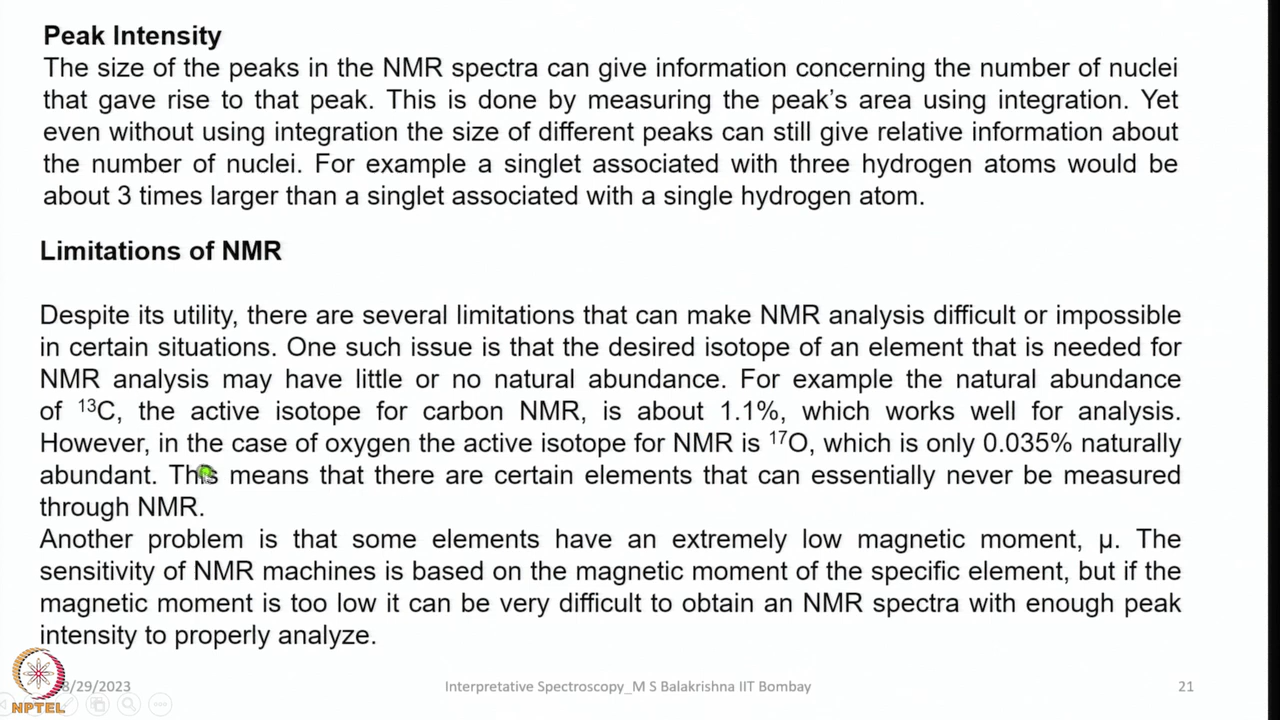 Peak Intensity
The size of the peaks in the NMR spectra can give information concerning the number of nuclei
that gave rise to that peak. This is done by measuring the peak's area using integration. Yet
even without using integration the size of different peaks can still give relative information about
the number of nuclei. For example a singlet associated with three hydrogen atoms would be
about 3 times larger than a singlet associated with a single hydrogen atom.
Limitations of NMR
Despite its utility, there are several limitations that can make NMR analysis difficult or impossible
in certain situations. One such issue is that the desired isotope of an element that is needed for
NMR analysis may have little or no natural abundance. For example the natural abundance
of ¹³C, the active isotope for carbon NMR, is about 1.1%, which works well for analysis.
However, in the case of oxygen the active isotope for NMR is ¹⁷O, which is only 0.035% naturally
abundant. This means that there are certain elements that can essentially never be measured
through NMR.
Another problem is that some elements have an extremely low magnetic moment, µ. The
sensitivity of NMR machines is based on the magnetic moment of the specific element, but if the
magnetic moment is too low it can be very difficult to obtain an NMR spectra with enough peak
intensity to properly analyze.
8/29/2023 Interpretative Spectroscopy_M S Balakrishna IIT Bombay 21
NPTEL